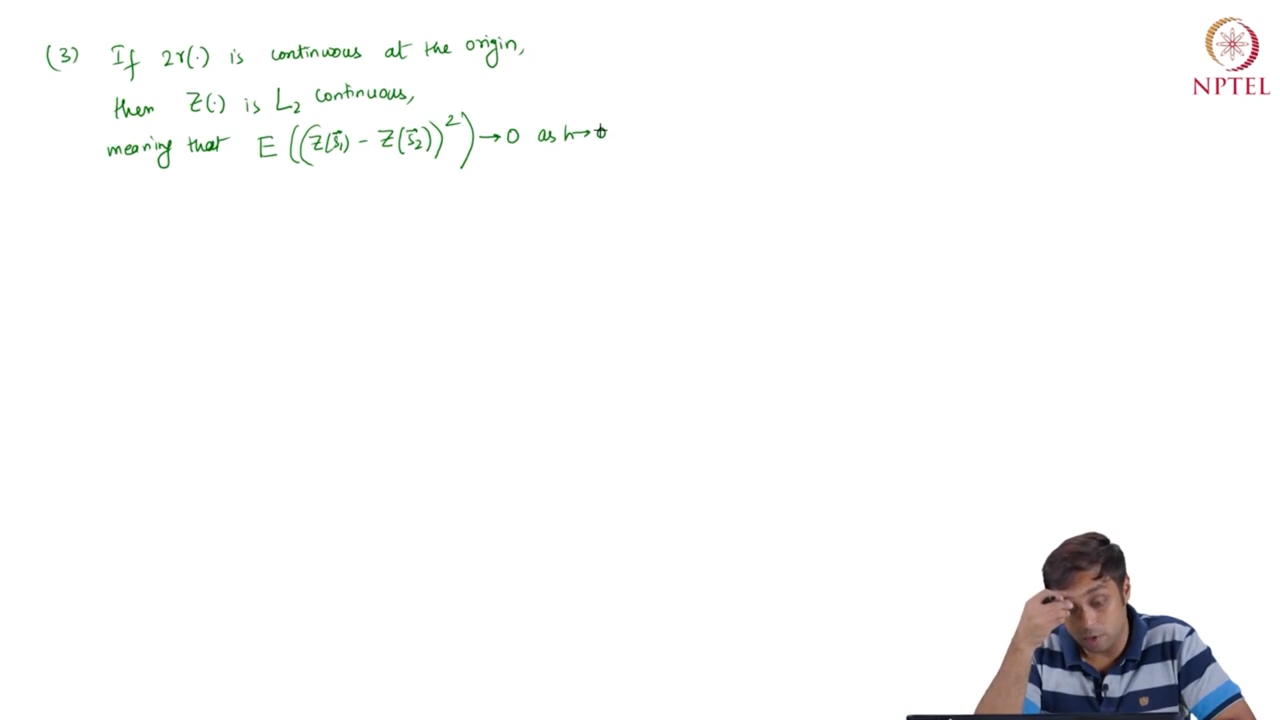 (3) If 2r(·) is continuous at the origin,
then Z(·) is L₂ continuous,
meaning that E((Z(s⃗₁) − Z(s⃗₂))²) → 0 as h→0
NPTEL